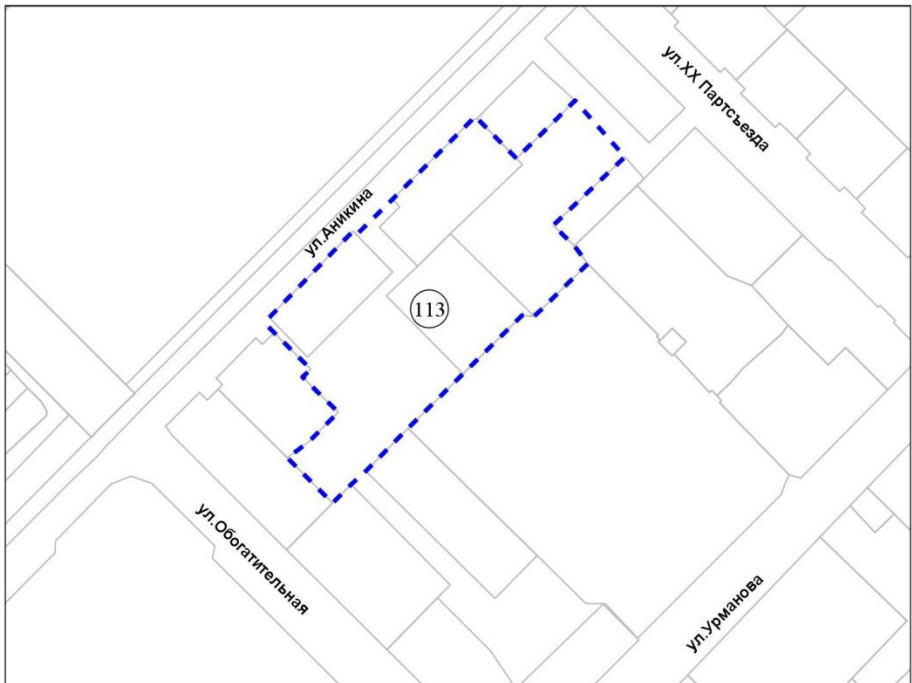 ул.XX Партсъезда
ул.Аникина
113
ул.Обогатительная
ул.Урманова